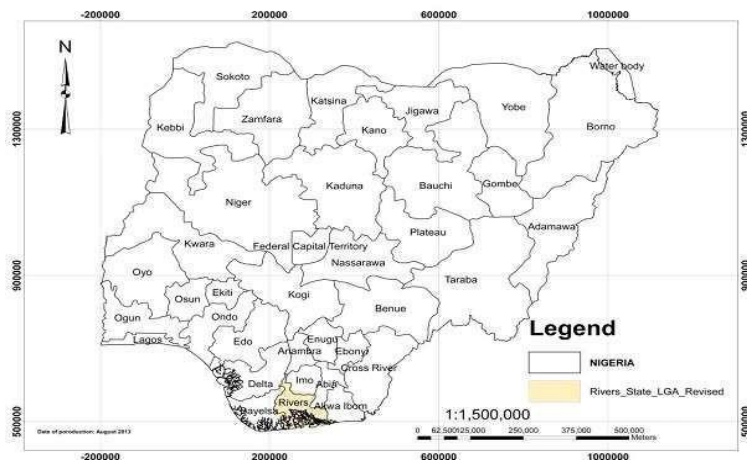 -200000 200000 600000 1000000
N
Water body
Sokoto
Katsina
Jigawa
Yobe
Borno
Zamfara
Kebbi
Kano
1300000 1300000
Kaduna
Bauchi
Gombe
Niger
Adamawa
Plateau
Kwara
Federal Capital Territory
Nassarawa
Oyo
Taraba
900000 900000
Ekiti
Kogi
Osun
Benue
Ogun
Ondo
Legend
Lagos
Edo
Enugu
Anambra
Ebonyi
NIGERIA
Cross River
Imo
Abia
Delta
Rivers_State_LGA_Revised
Rivers
Akwa Ibom
Bayelsa
1:1,500,000
500000 500000
Date of poroduction: August 2013
0 62,500 125,000 250,000 375,000 500,000
Meters
-200000 200000 600000 1000000